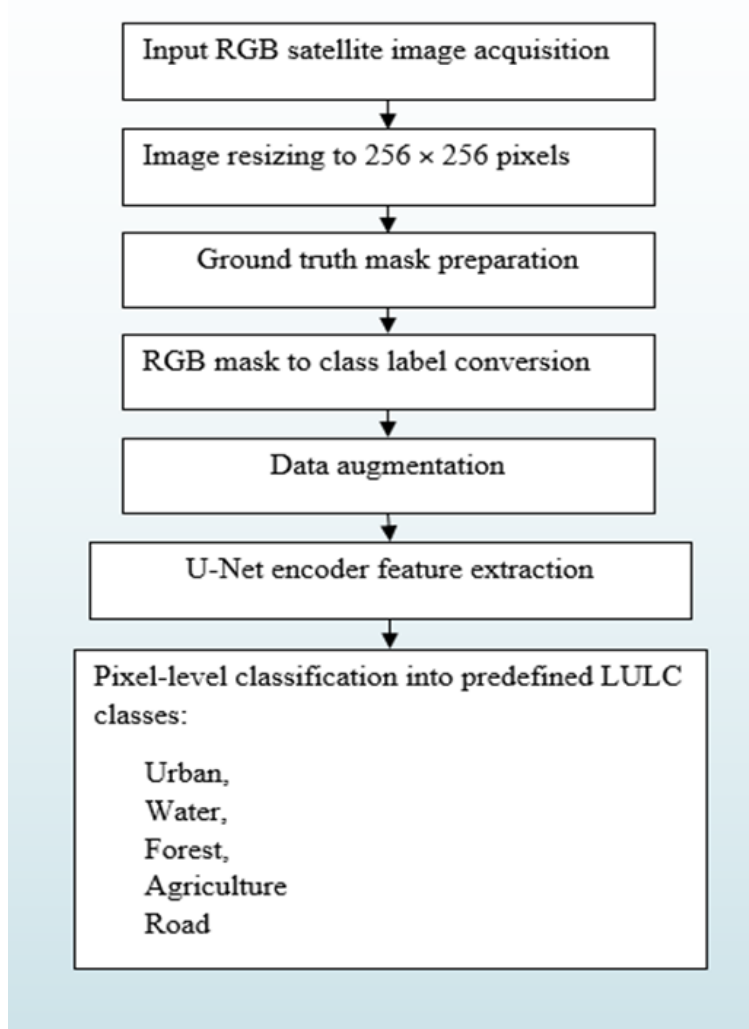 Input RGB satellite image acquisition
Image resizing to 256 × 256 pixels
Ground truth mask preparation
RGB mask to class label conversion
Data augmentation
U-Net encoder feature extraction
Pixel-level classification into predefined LULC
classes:
Urban,
Water,
Forest,
Agriculture
Road